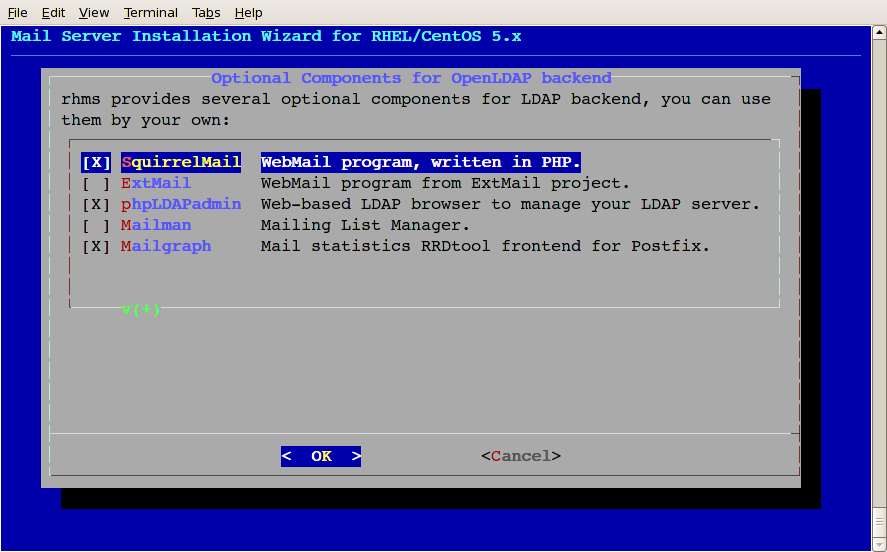 File Edit View Terminal Tabs Help
Mail Server Installation Wizard for RHEL/CentOS 5.x
Optional Components for OpenLDAP backend
rhms provides several optional components for LDAP backend, you can use
them by your own:
[X] SquirrelMail WebMail program, written in PHP.
[ ] ExtMail WebMail program from ExtMail project.
[X] phpLDAPadmin Web-based LDAP browser to manage your LDAP server.
[ ] Mailman Mailing List Manager.
[X] Mailgraph Mail statistics RRDtool frontend for Postfix.
v(+)
< OK > <Cancel>